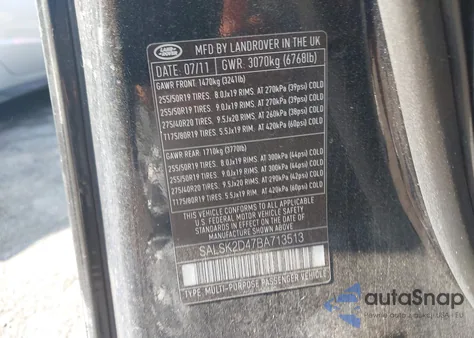 LAND ROVER
MFD BY LANDROVER IN THE UK
DATE: 07/11 GWR. 3070kg (6768lb)
GAWR FRONT: 1470kg (3241lb)
255/50R19 TIRES. 8.0Jx19 RIMS. AT 270kPa (39psi) COLD
255/50R19 TIRES. 9.0Jx19 RIMS. AT 270kPa (39psi) COLD
275/40R20 TIRES. 9.5Jx20 RIMS. AT 260kPa (38psi) COLD
T175/80R19 TIRES. 5.5Jx19 RIM. AT 420kPa (60psi) COLD
GAWR REAR: 1710kg (3770lb)
255/50R19 TIRES. 8.0Jx19 RIMS. AT 300kPa (44psi) COLD
255/50R19 TIRES. 9.0Jx19 RIMS. AT 300kPa (44psi) COLD
275/40R20 TIRES. 9.5Jx20 RIMS. AT 290kPa (42psi) COLD
T175/80R19 TIRES. 5.5Jx19 RIM. AT 420kPa (60psi) COLD
THIS VEHICLE CONFORMS TO ALL APPLICABLE
U.S. FEDERAL MOTOR VEHICLE SAFETY
STANDARDS IN EFFECT ON THE DATE OF
MANUFACTURE SHOWN ABOVE.
SALSK2D47BA713513
TYPE: MULTI-PURPOSE PASSENGER VEHICLE
autoSnap